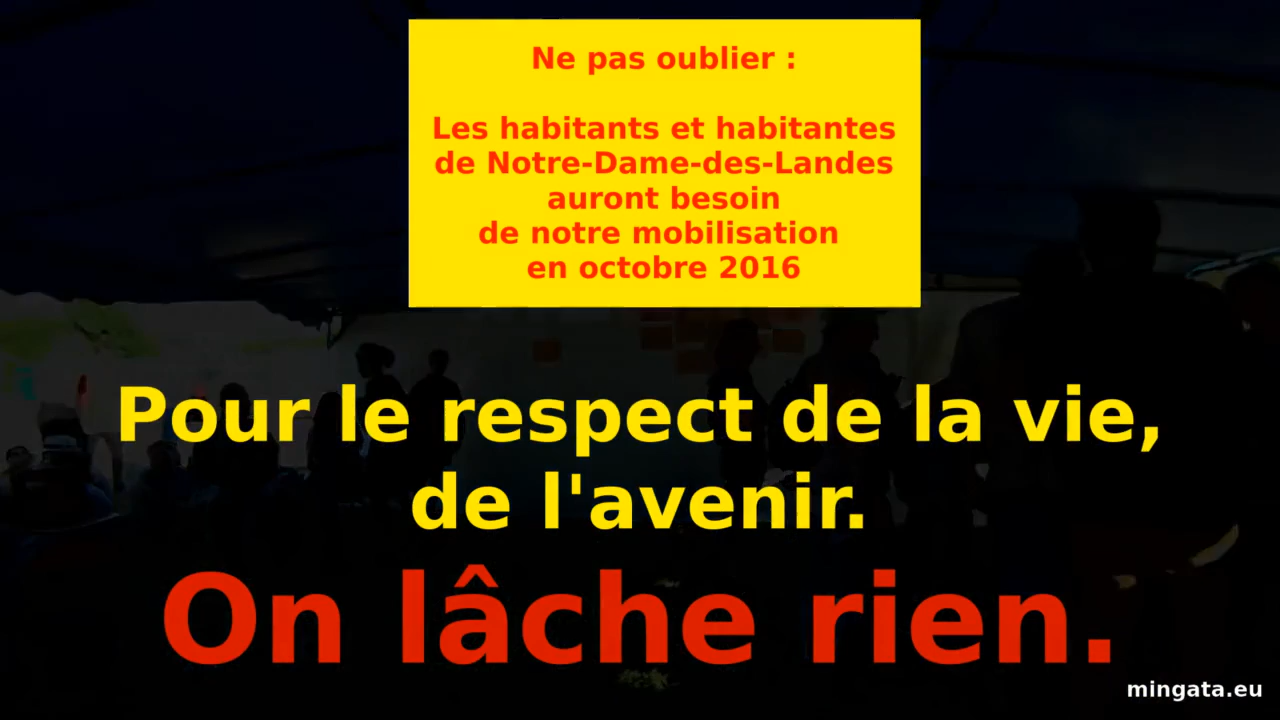 Ne pas oublier :
Les habitants et habitantes
de Notre-Dame-des-Landes
auront besoin
de notre mobilisation
en octobre 2016
Pour le respect de la vie,
de l'avenir.
On lâche rien.
mingata.eu